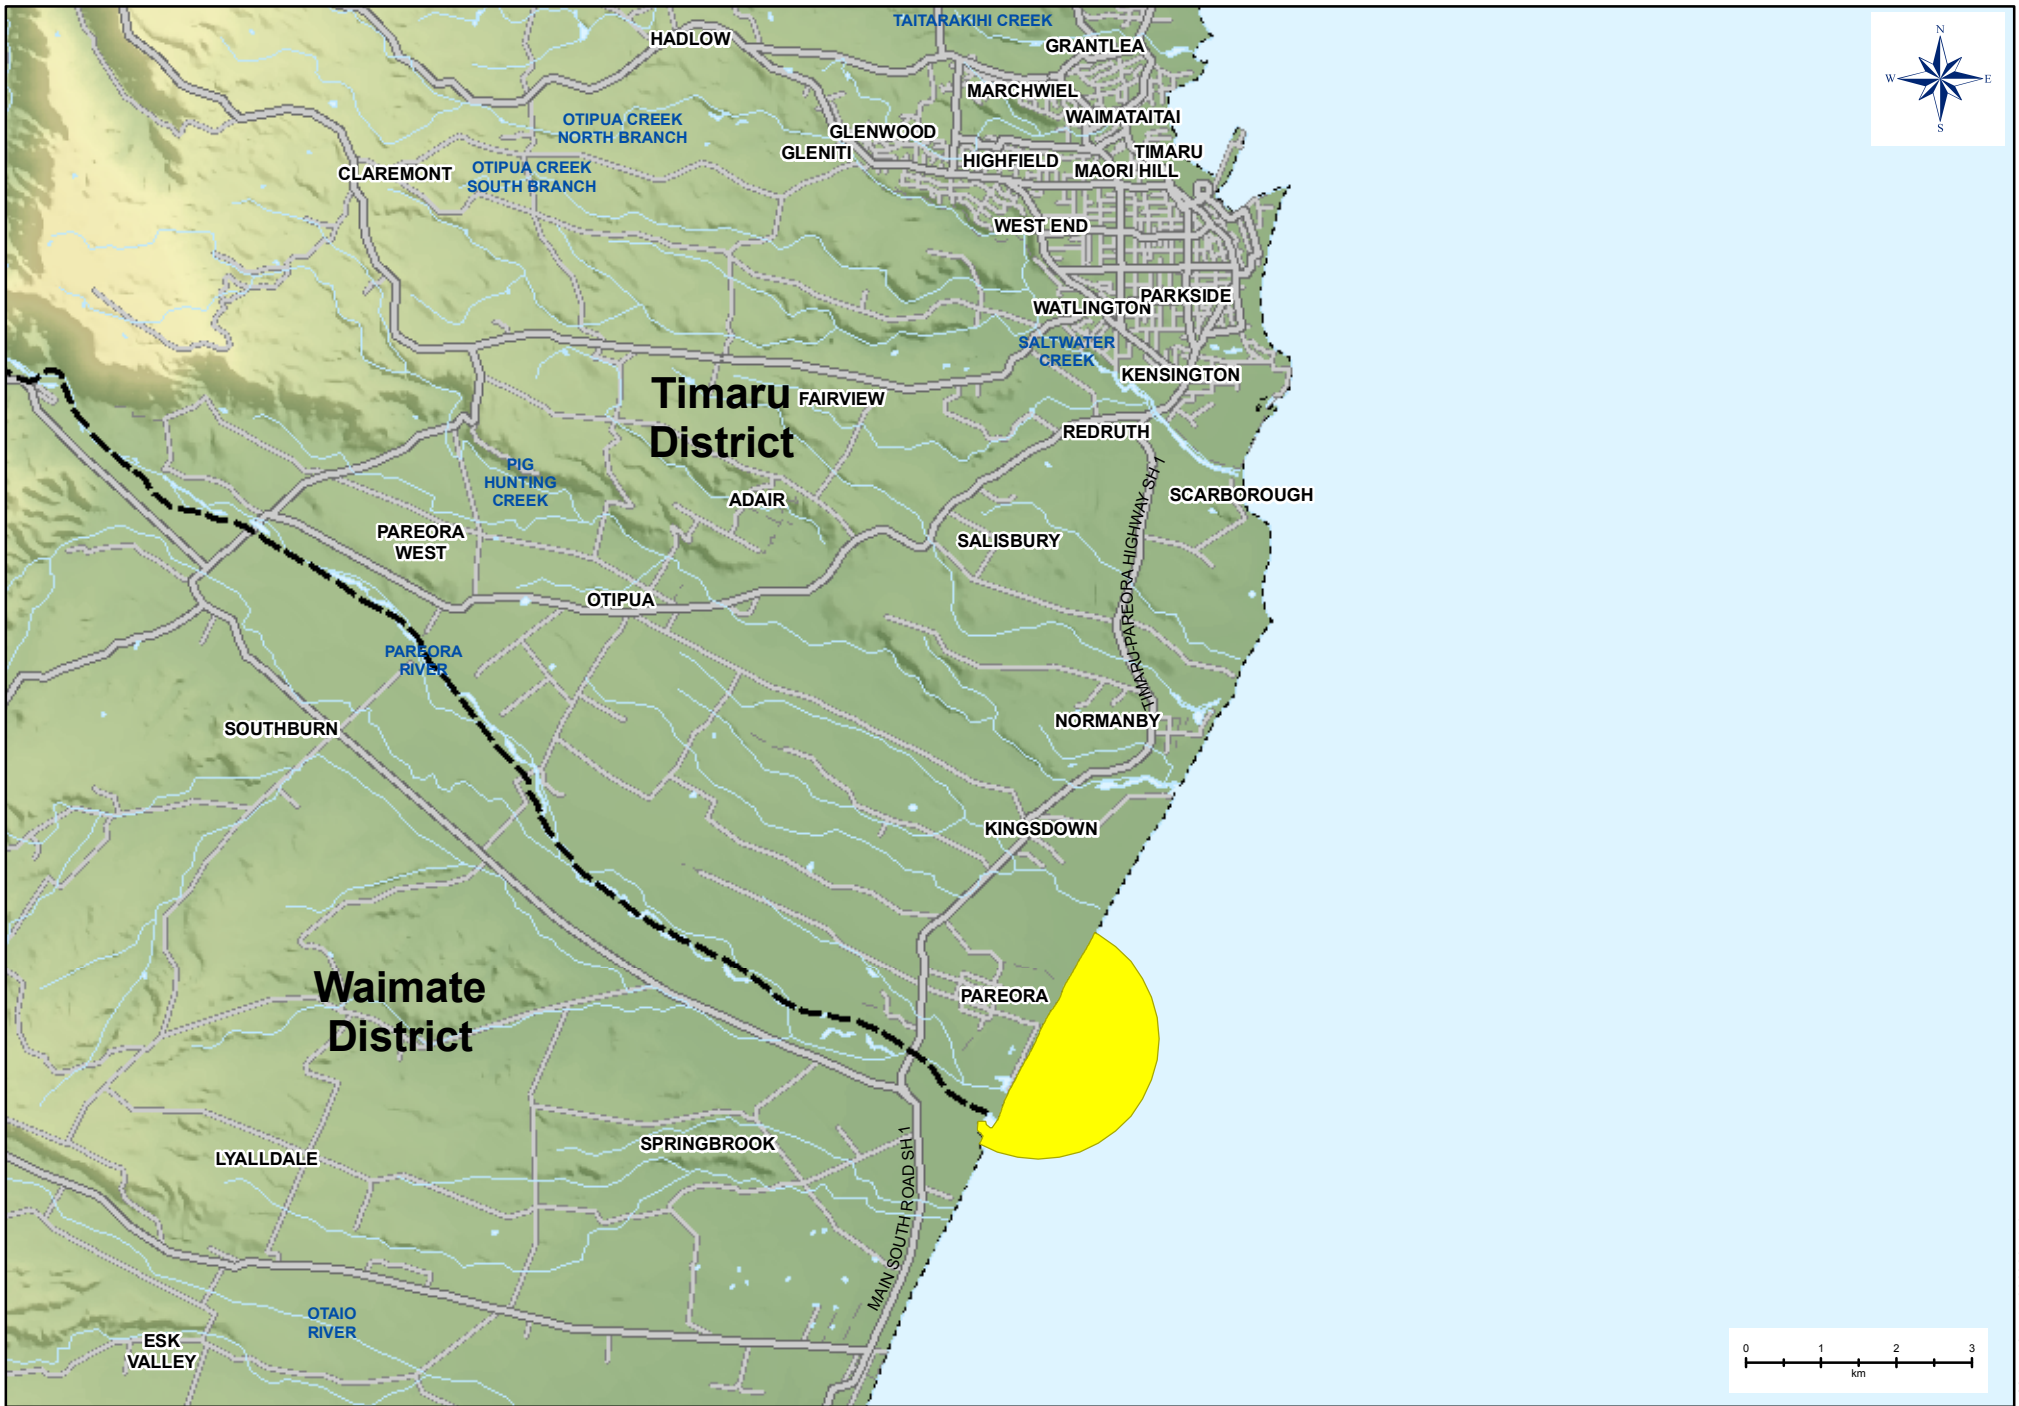 TAITARAKIHI CREEK
HADLOW
GRANTLEA
N
W
E
S
MARCHWIEL
WAIMATAITAI
OTIPUA CREEK
NORTH BRANCH
GLENWOOD
GLENITI
HIGHFIELD
TIMARU
MAORI HILL
CLAREMONT
OTIPUA CREEK
SOUTH BRANCH
WEST END
WATLINGTON
PARKSIDE
SALTWATER
CREEK
KENSINGTON
Timaru
District
FAIRVIEW
REDRUTH
PIG
HUNTING
CREEK
ADAIR
SCARBOROUGH
TIMARU-PAREORA HIGHWAY SH 1
PAREORA
WEST
SALISBURY
OTIPUA
PAREORA
RIVER
SOUTHBURN
NORMANBY
KINGSDOWN
Waimate
District
PAREORA
LYALLDALE
SPRINGBROOK
MAIN SOUTH ROAD SH 1
OTAIO
RIVER
ESK
VALLEY
0 1 2 3
km